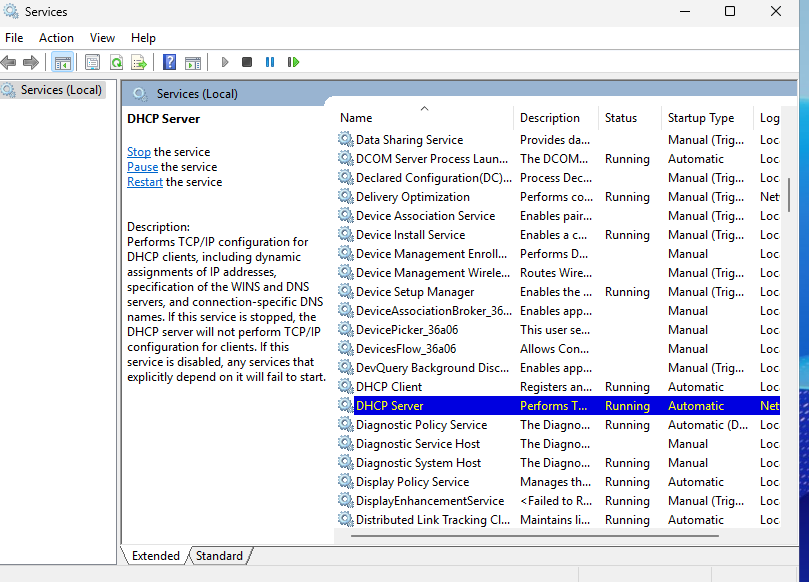 Services
File Action View Help
Services (Local)
Services (Local)
DHCP Server
Stop the service
Pause the service
Restart the service
Description:
Performs TCP/IP configuration for
DHCP clients, including dynamic
assignments of IP addresses,
specification of the WINS and DNS
servers, and connection-specific DNS
names. If this service is stopped, the
DHCP server will not perform TCP/IP
configuration for clients. If this
service is disabled, any services that
explicitly depend on it will fail to start.
Name Description Status Startup Type Log
Data Sharing Service Provides da... Manual (Trig... Loc
DCOM Server Process Laun... The DCOM... Running Automatic Loc
Declared Configuration(DC)... Process Dec... Manual (Trig... Loc
Delivery Optimization Performs co... Running Manual (Trig... Net
Device Association Service Enables pair... Manual (Trig... Loc
Device Install Service Enables a c... Running Manual (Trig... Loc
Device Management Enroll... Performs D... Manual Loc
Device Management Wirele... Routes Wire... Manual (Trig... Loc
Device Setup Manager Enables the ... Running Manual (Trig... Loc
DeviceAssociationBroker_36... Enables app... Manual Loc
DevicePicker_36a06 This user se... Manual Loc
DevicesFlow_36a06 Allows Con... Manual Loc
DevQuery Background Disc... Enables app... Manual (Trig... Loc
DHCP Client Registers an... Running Automatic Loc
DHCP Server Performs T... Running Automatic Net
Diagnostic Policy Service The Diagno... Running Automatic (D... Loc
Diagnostic Service Host The Diagno... Manual Loc
Diagnostic System Host The Diagno... Running Manual Loc
Display Policy Service Manages th... Running Automatic Loc
DisplayEnhancementService <Failed to R... Running Manual (Trig... Loc
Distributed Link Tracking Cl... Maintains li... Running Automatic Loc
Extended Standard